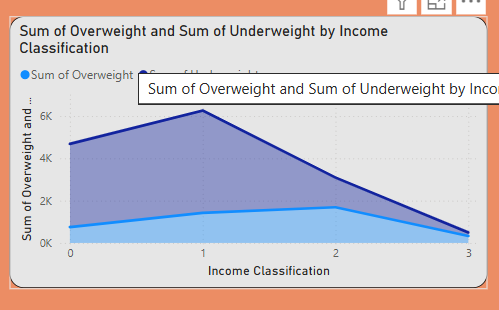 Sum of Overweight and Sum of Underweight by Income
Classification
Sum of Overweight
Sum of Overweight and Sum of Underweight by Inco
Sum of Overweight and ...
6K
4K
2K
0K
0
1
2
3
Income Classification